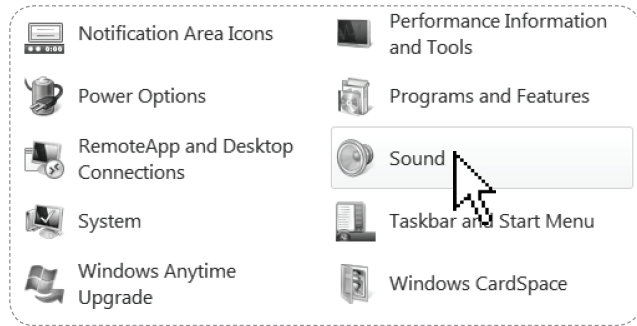 Notification Area Icons
Performance Information
and Tools
Power Options
Programs and Features
RemoteApp and Desktop
Connections
Sound
System
Taskbar and Start Menu
Windows Anytime
Upgrade
Windows CardSpace